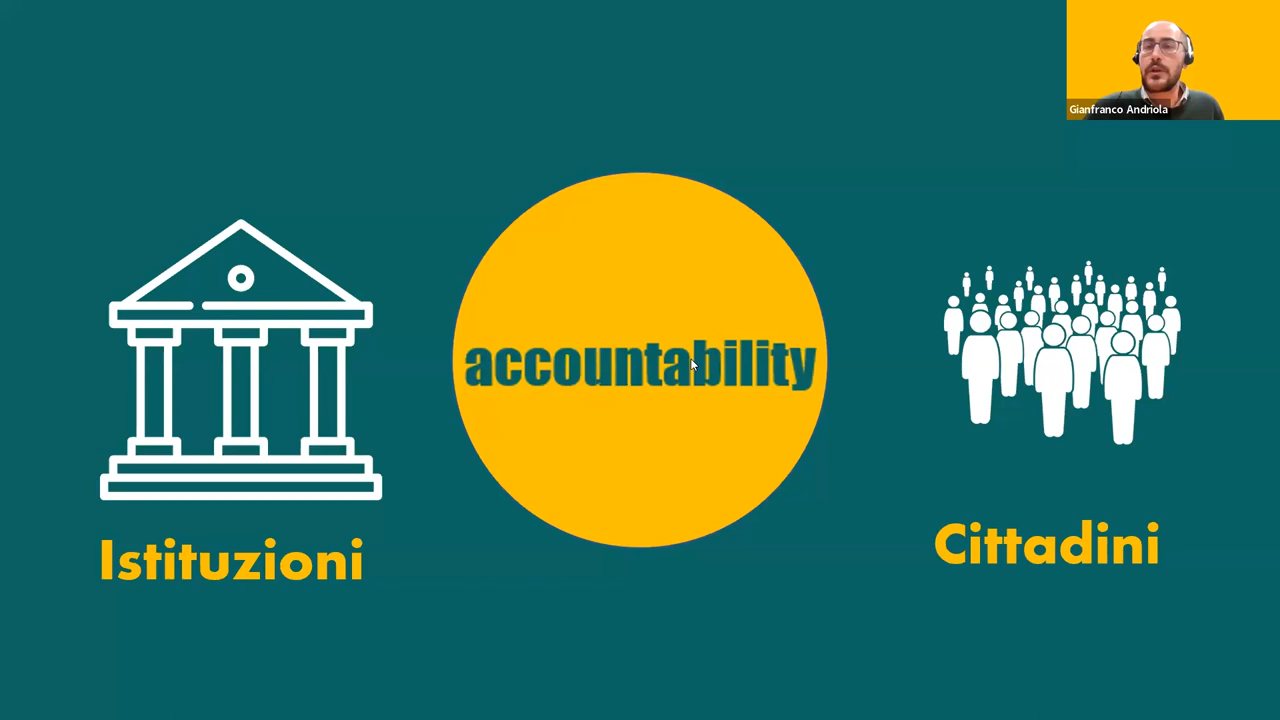 Gianfranco Andriola
accountability
Istituzioni
Cittadini